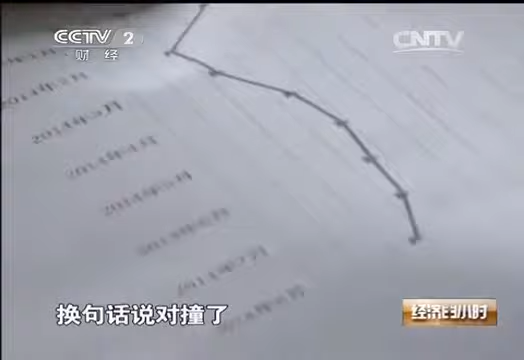 CCTV 2
财经
CNTV
2014年2月
2014年3月
2014年4月
2014年5月
2014年7月
换句话说对撞了
经济半小时